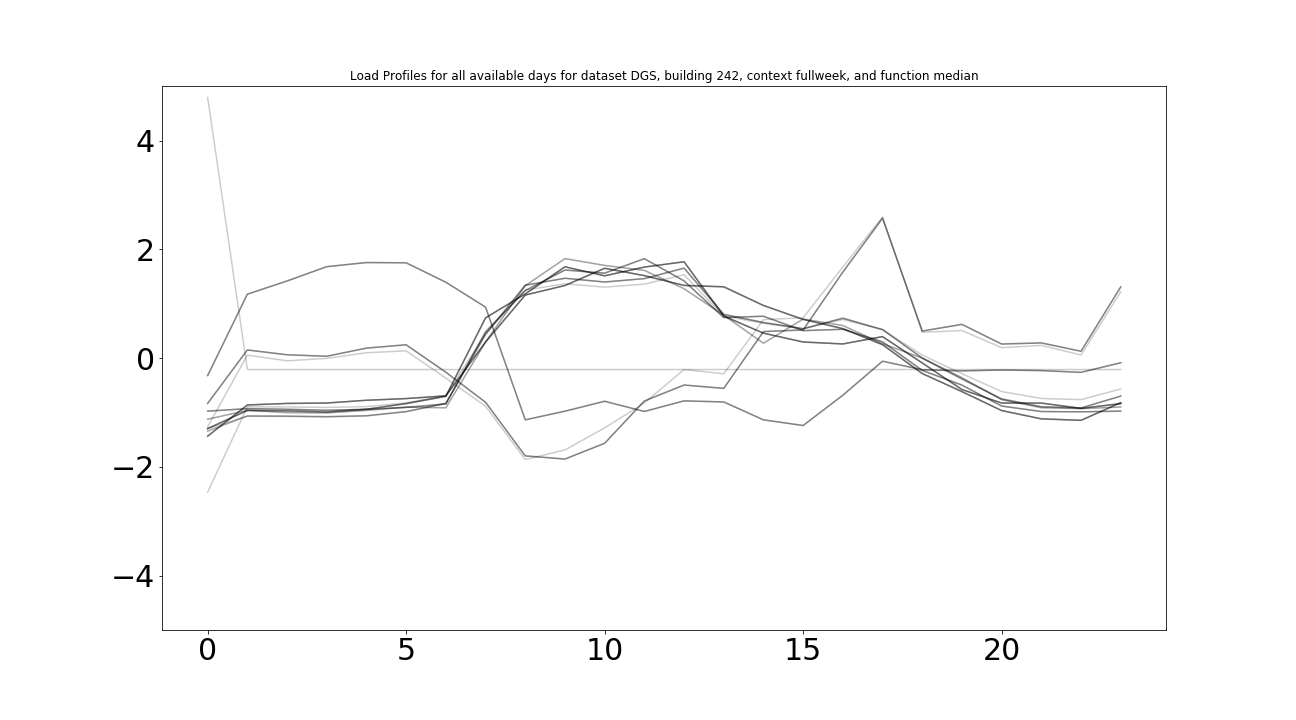 Load Profiles for all available days for dataset DGS, building 242, context fullweek, and function median
4
2
0
−2
−4
0 5 10 15 20